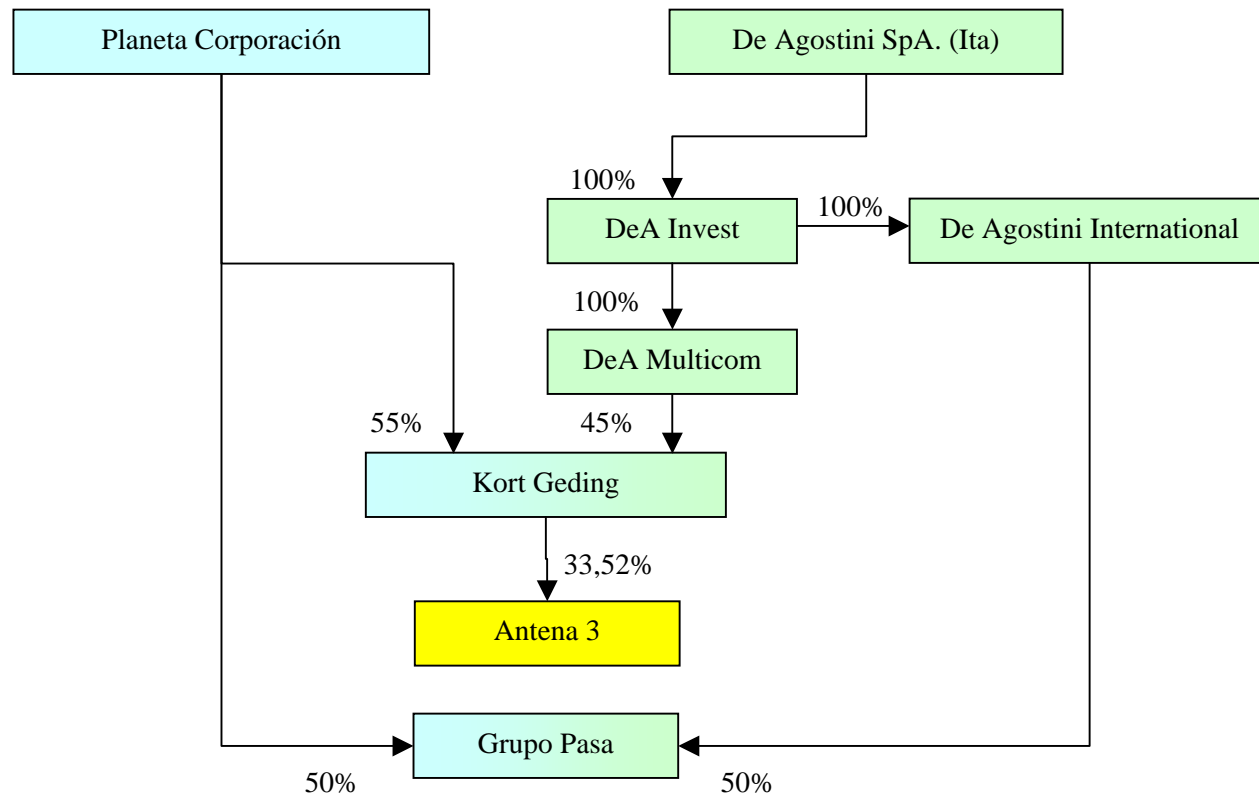 Planeta Corporación
De Agostini SpA. (Ita)
100%
DeA Invest
100%
De Agostini International
100%
DeA Multicom
55%
45%
Kort Geding
33,52%
Antena 3
Grupo Pasa
50%
50%